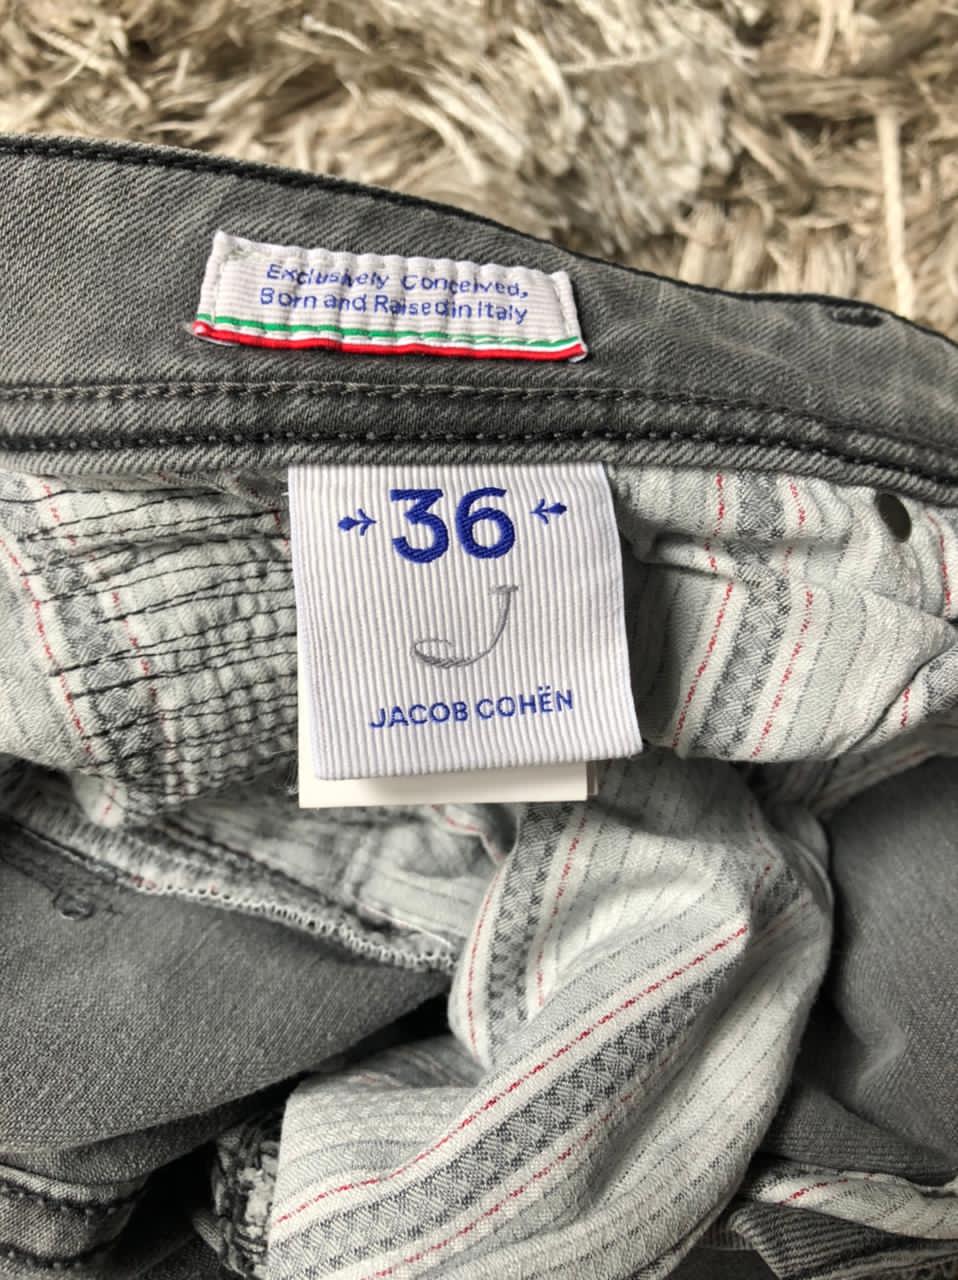 Exclusively Conceived,
Born and Raised in Italy
36
J
JACOB COHËN